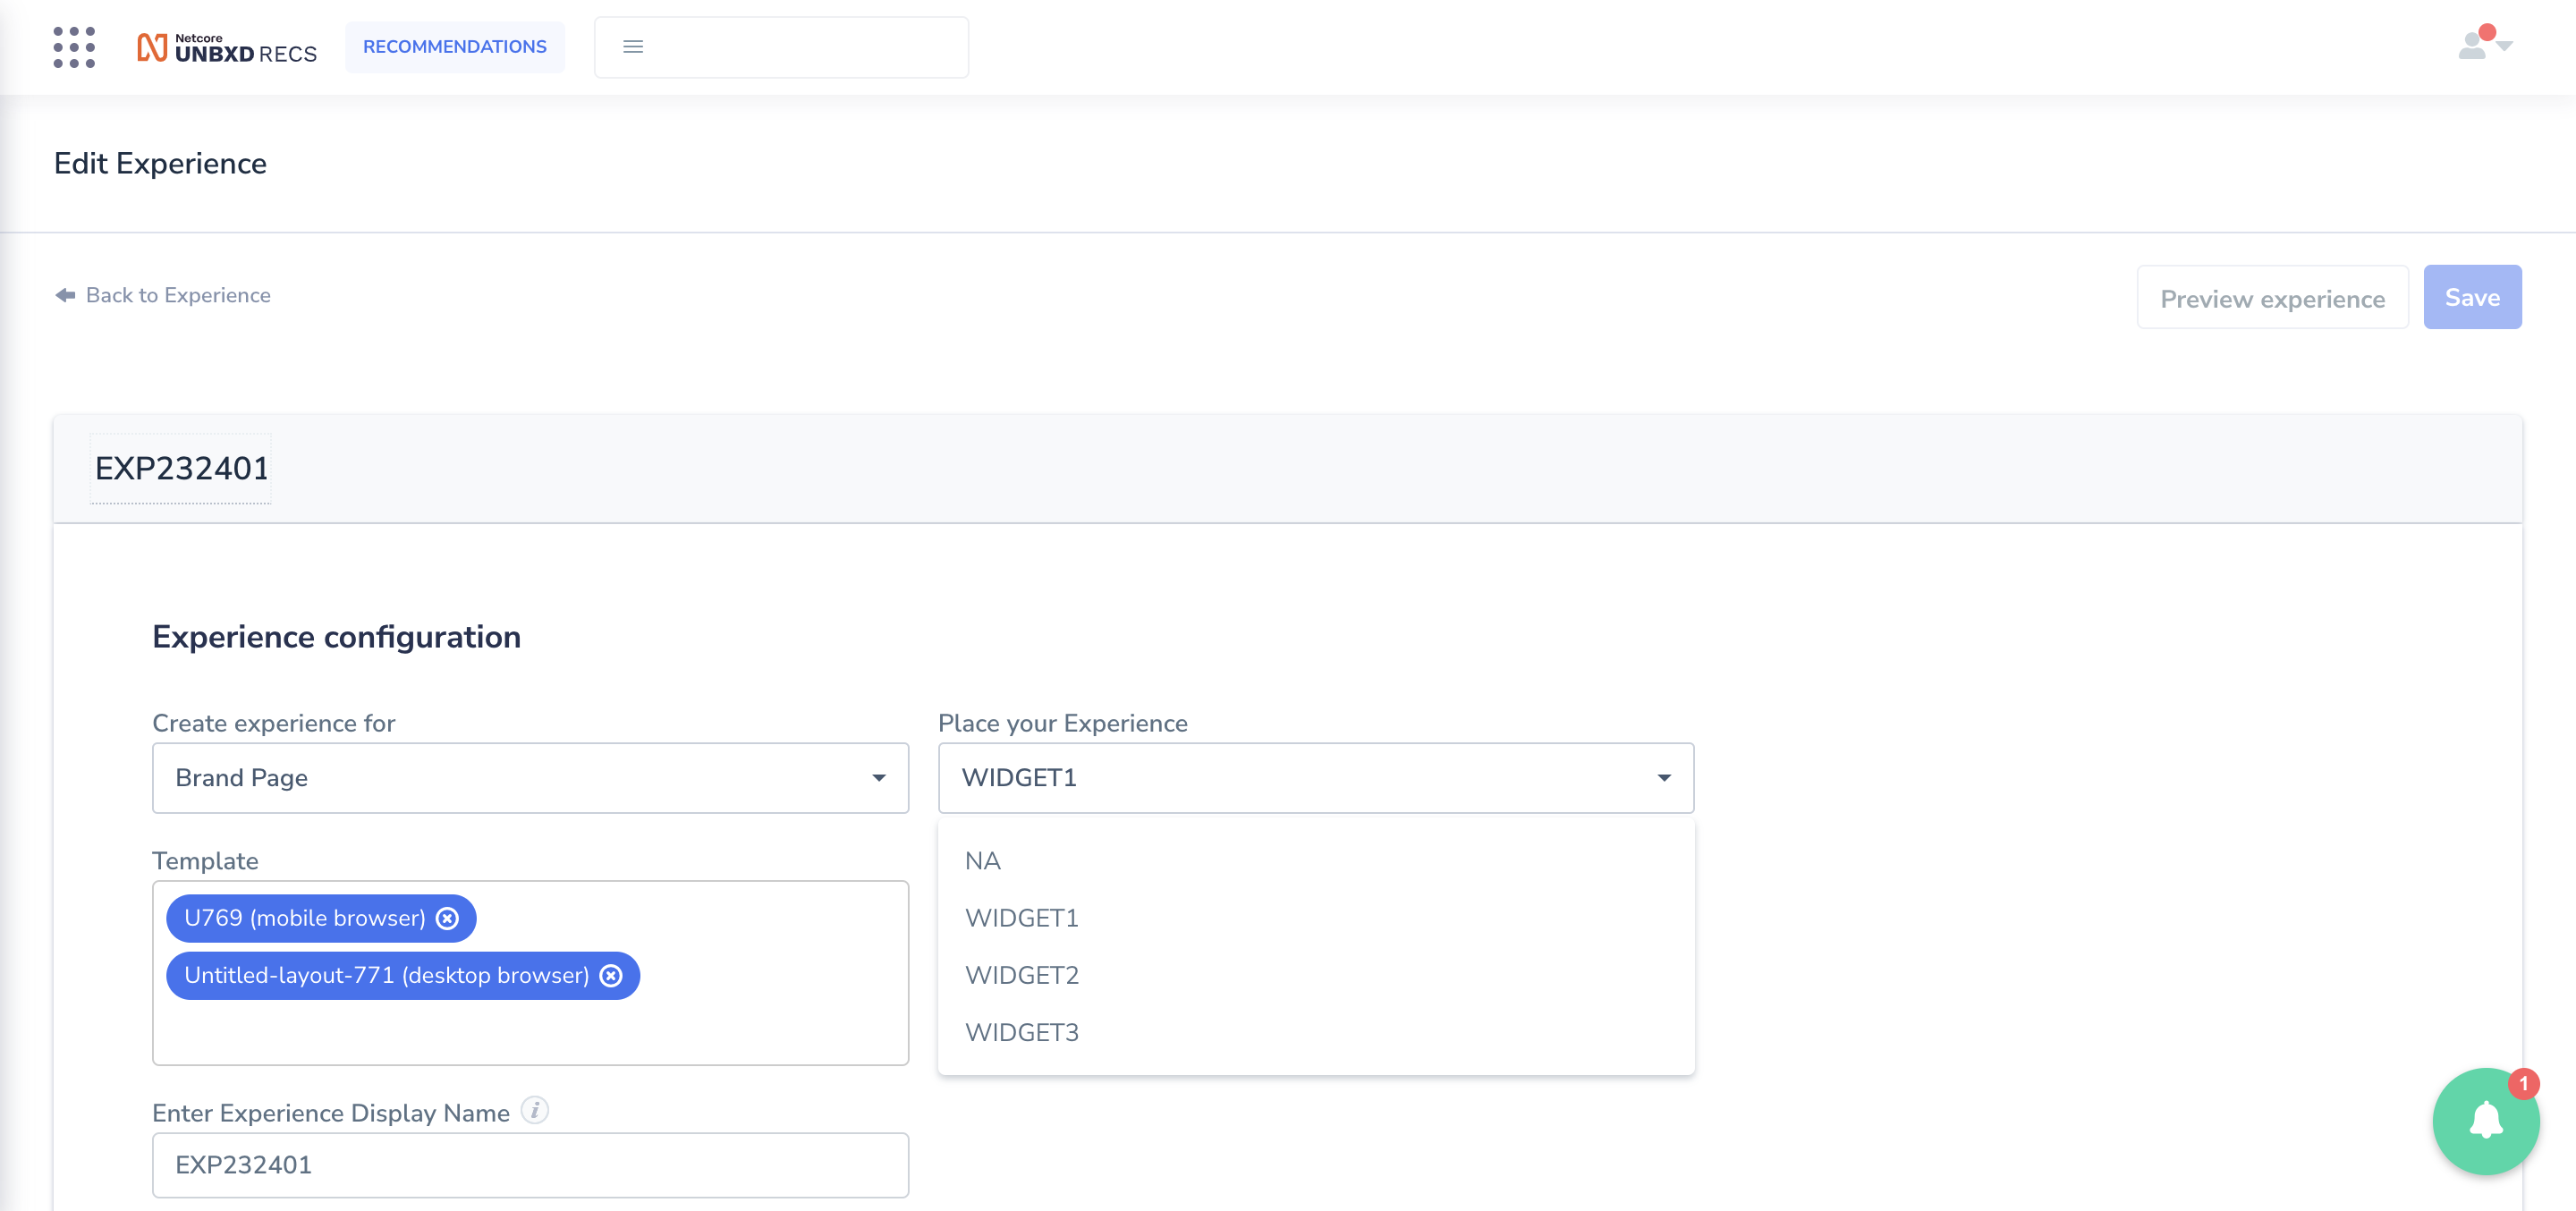 Netcore
UNBXD RECS
RECOMMENDATIONS
Edit Experience
Back to Experience
Preview experience
Save
EXP232401
Experience configuration
Create experience for
Place your Experience
Brand Page
WIDGET1
Template
NA
U769 (mobile browser)
WIDGET1
Untitled-layout-771 (desktop browser)
WIDGET2
WIDGET3
Enter Experience Display Name i
EXP232401
1